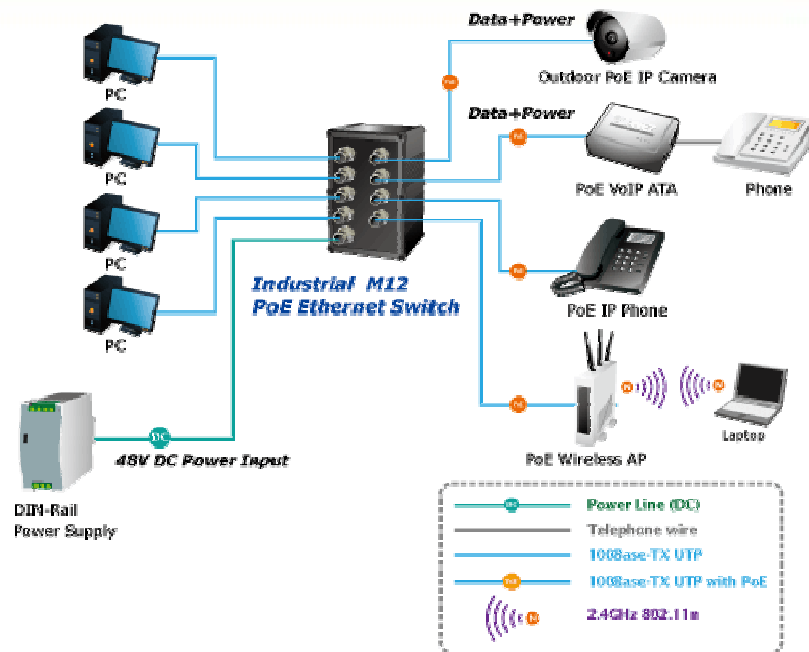 Data+Power
Outdoor PoE IP Camera
PC
Data+Power
PC
PoE VoIP ATA
Phone
PC
Industrial M12
PoE Ethernet Switch
PoE IP Phone
PC
DC
48V DC Power Input
PoE Wireless AP
Laptop
DIN-Rail
Power Supply
Power Line (DC)
Telephone wire
100Base-TX UTP
100Base-TX UTP with PoE
2.4GHz 802.11n